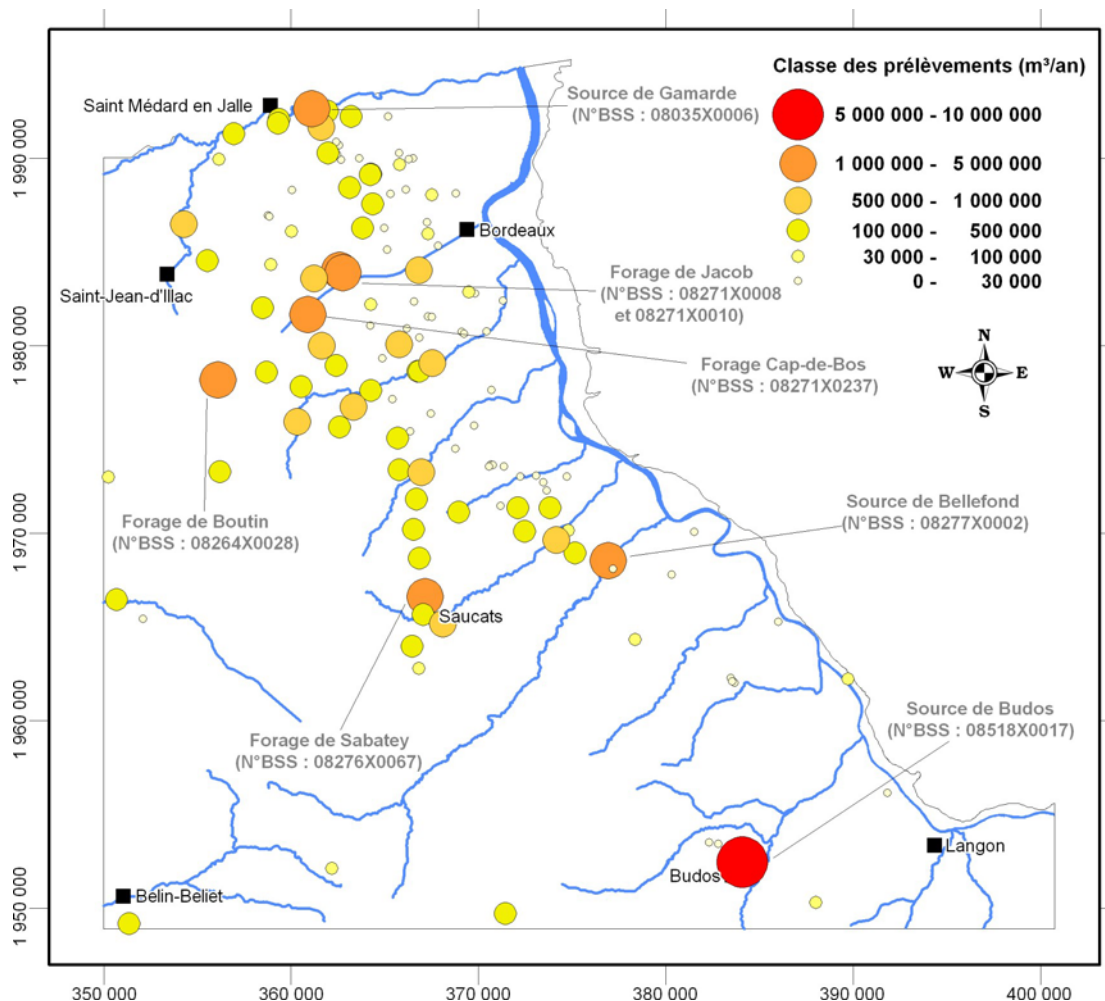 Classe des prélèvements (m³/an)
5 000 000 - 10 000 000
1 000 000 - 5 000 000
500 000 - 1 000 000
100 000 - 500 000
30 000 - 100 000
0 - 30 000
Saint Médard en Jalle
Source de Gamarde
(N°BSS : 08035X0006)
Bordeaux
Saint-Jean-d'Illac
Forage de Jacob
(N°BSS : 08271X0008
et 08271X0010)
N
W
E
S
Forage Cap-de-Bos
(N°BSS : 08271X0237)
Forage de Boutin
(N°BSS : 08264X0028)
Source de Bellefond
(N°BSS : 08277X0002)
Saucats
Forage de Sabatey
(N°BSS : 08276X0067)
Source de Budos
(N°BSS : 08518X0017)
Budos
Langon
Belin-Beliet
1 990 000
1 980 000
1 970 000
1 960 000
1 950 000
350 000
360 000
370 000
380 000
390 000
400 000